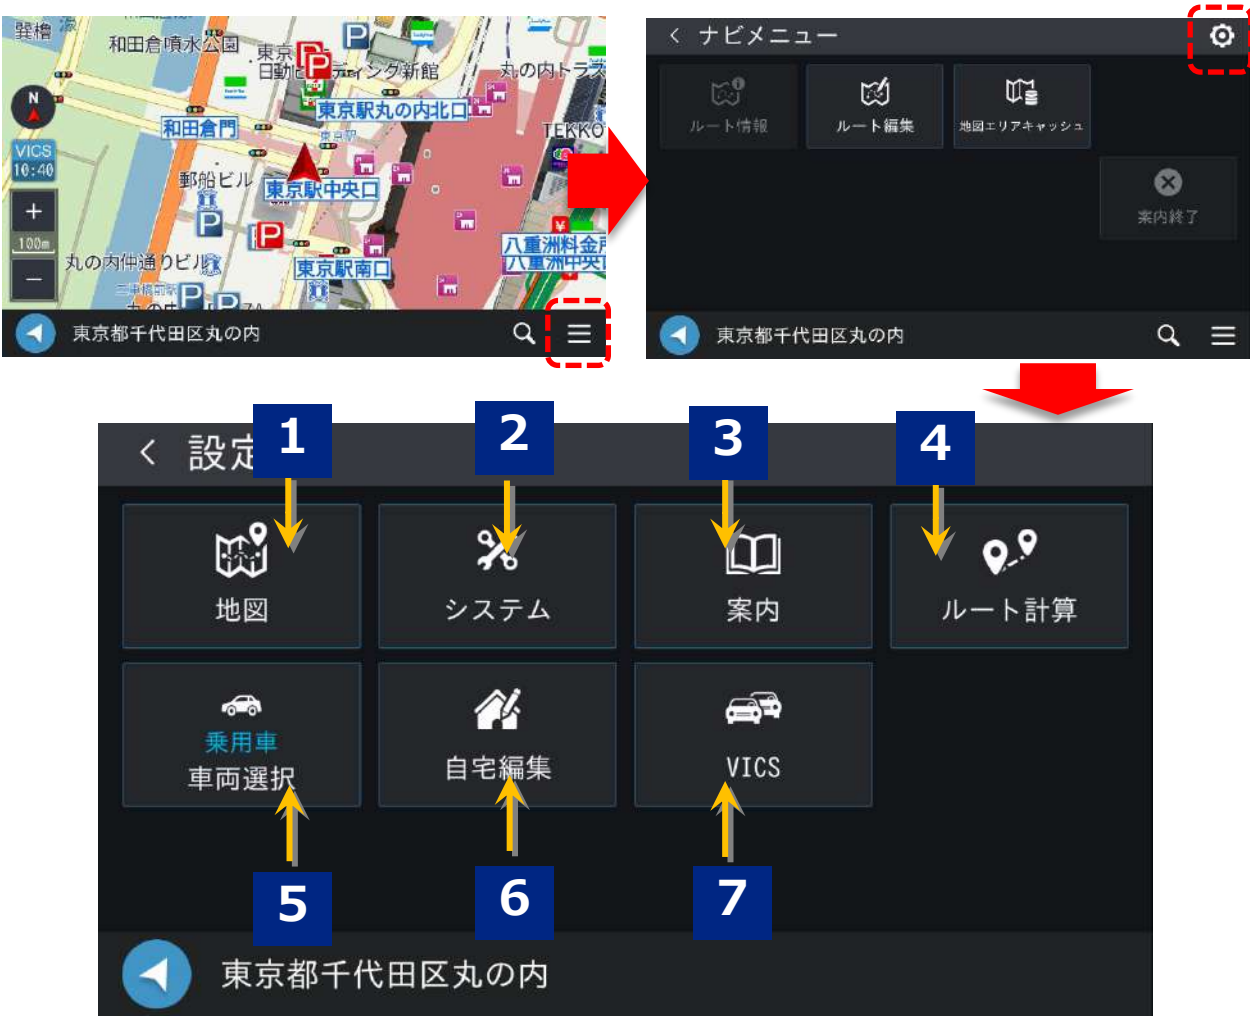 巽櫓
和田倉噴水公園
東京
日動
ディング新館
丸の内トラス
N
和田倉門
東京駅丸の内北口
東京駅
TEKKO
VICS
10:40
郵船ビル
東京駅中央口
+
100m
−
P
P
P
P
P
P
P
丸の内仲通りビル
東京駅南口
八重洲料金所
八重洲中央
二重橋前駅
東京都千代田区丸の内
< ナビメニュー
ルート情報
ルート編集
地図エリアキャッシュ
案内終了
東京都千代田区丸の内
1
2
3
4
< 設定
地図
システム
案内
ルート計算
乗用車
車両選択
自宅編集
VICS
5
6
7
東京都千代田区丸の内